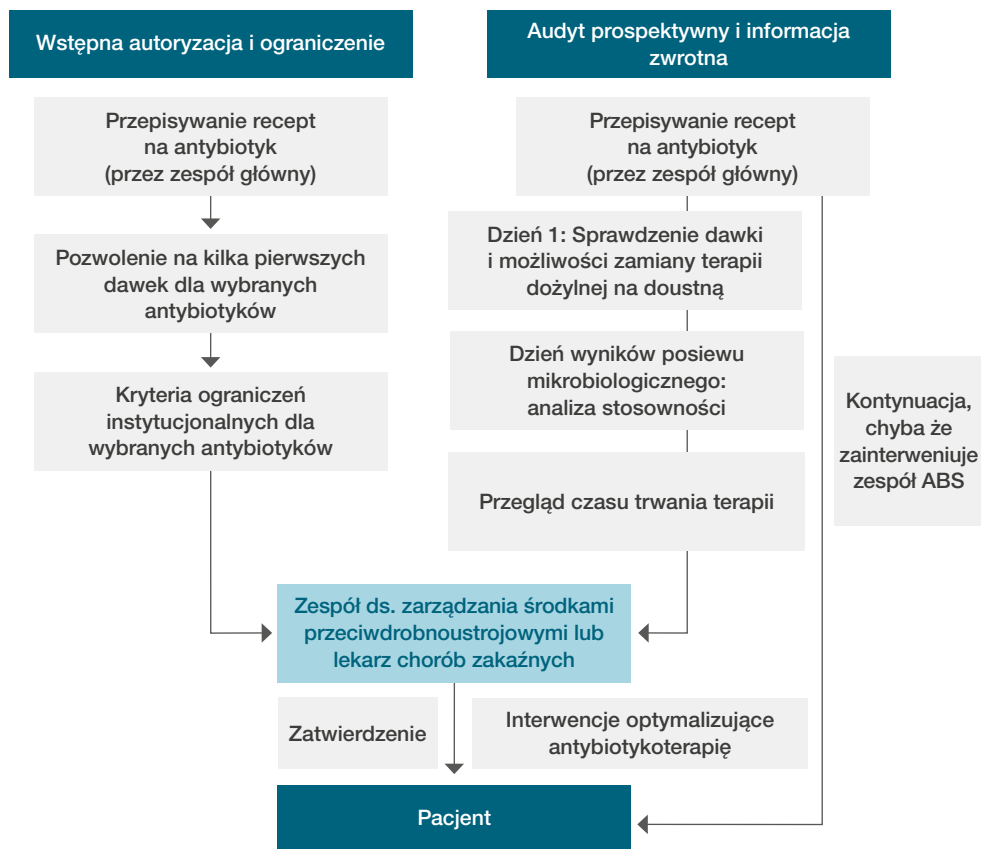 Wstępna autoryzacja i ograniczenie
Przepisywanie recept
na antybiotyk
(przez zespół główny)
Pozwolenie na kilka pierwszych
dawek dla wybranych
antybiotyków
Kryteria ograniczeń
instytucjonalnych dla
wybranych antybiotyków
Audyt prospektywny i informacja
zwrotna
Przepisywanie recept
na antybiotyk
(przez zespół główny)
Dzień 1: Sprawdzenie dawki
i możliwości zamiany terapii
dożylnej na doustną
Dzień wyników posiewu
mikrobiologicznego:
analiza stosowności
Przegląd czasu trwania terapii
Kontynuacja,
chyba że
zainterweniuje
zespół ABS
Zespół ds. zarządzania środkami
przeciwdrobnoustrojowymi lub
lekarz chorób zakaźnych
Zatwierdzenie
Interwencje optymalizujące
antybiotykoterapię
Pacjent